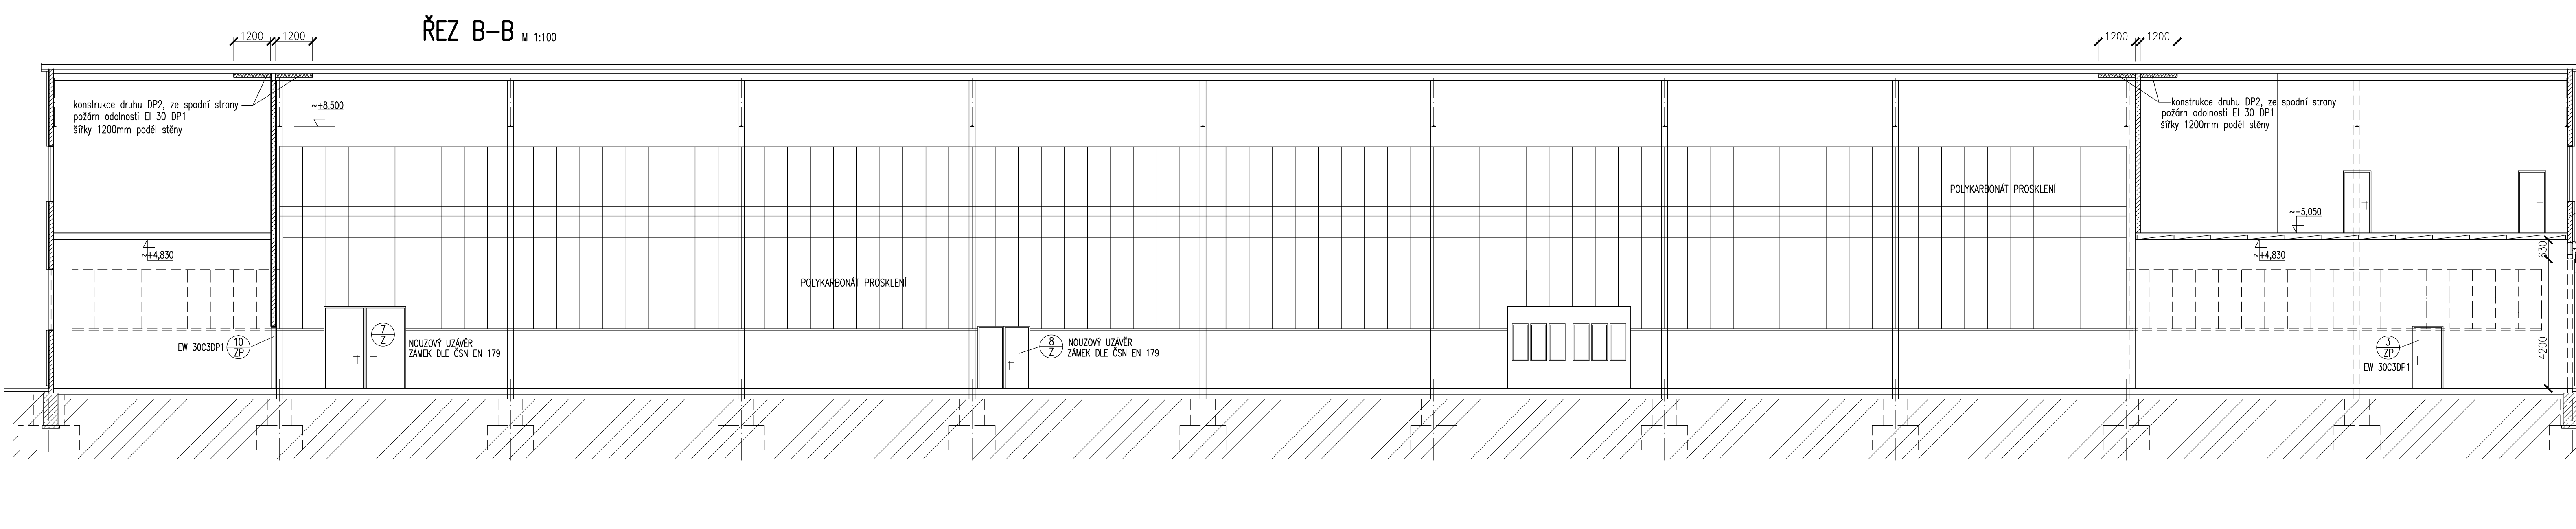 ŘEZ B-B M 1:100
1200 1200
1200 1200
konstrukce druhu DP2, ze spodní strany
požárn odolnosti EI 30 DP1
šířky 1200mm podél stěny
~+8,500
konstrukce druhu DP2, ze spodní strany
požárn odolnosti EI 30 DP1
šířky 1200mm podél stěny
POLYKARBONÁT PROSKLENÍ
~+5,050
~+4,830
~+4,830
630
POLYKARBONÁT PROSKLENÍ
EW 30C3DP1
10
ZP
7
Z
NOUZOVÝ UZÁVĚR
ZÁMEK DLE ČSN EN 179
8
Z
NOUZOVÝ UZÁVĚR
ZÁMEK DLE ČSN EN 179
3
ZP
EW 30C3DP1
4200